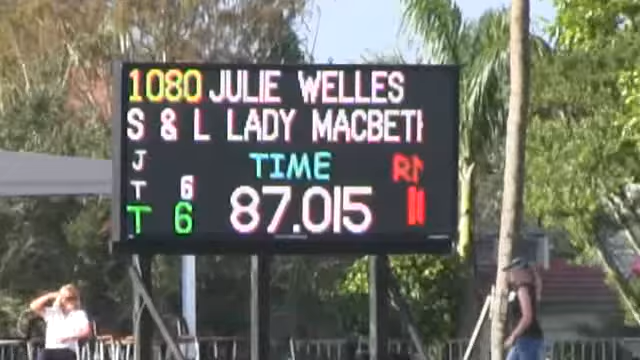 1080 JULIE WELLES
S & L LADY MACBETH
J TIME
T 6 
T 6 87.015